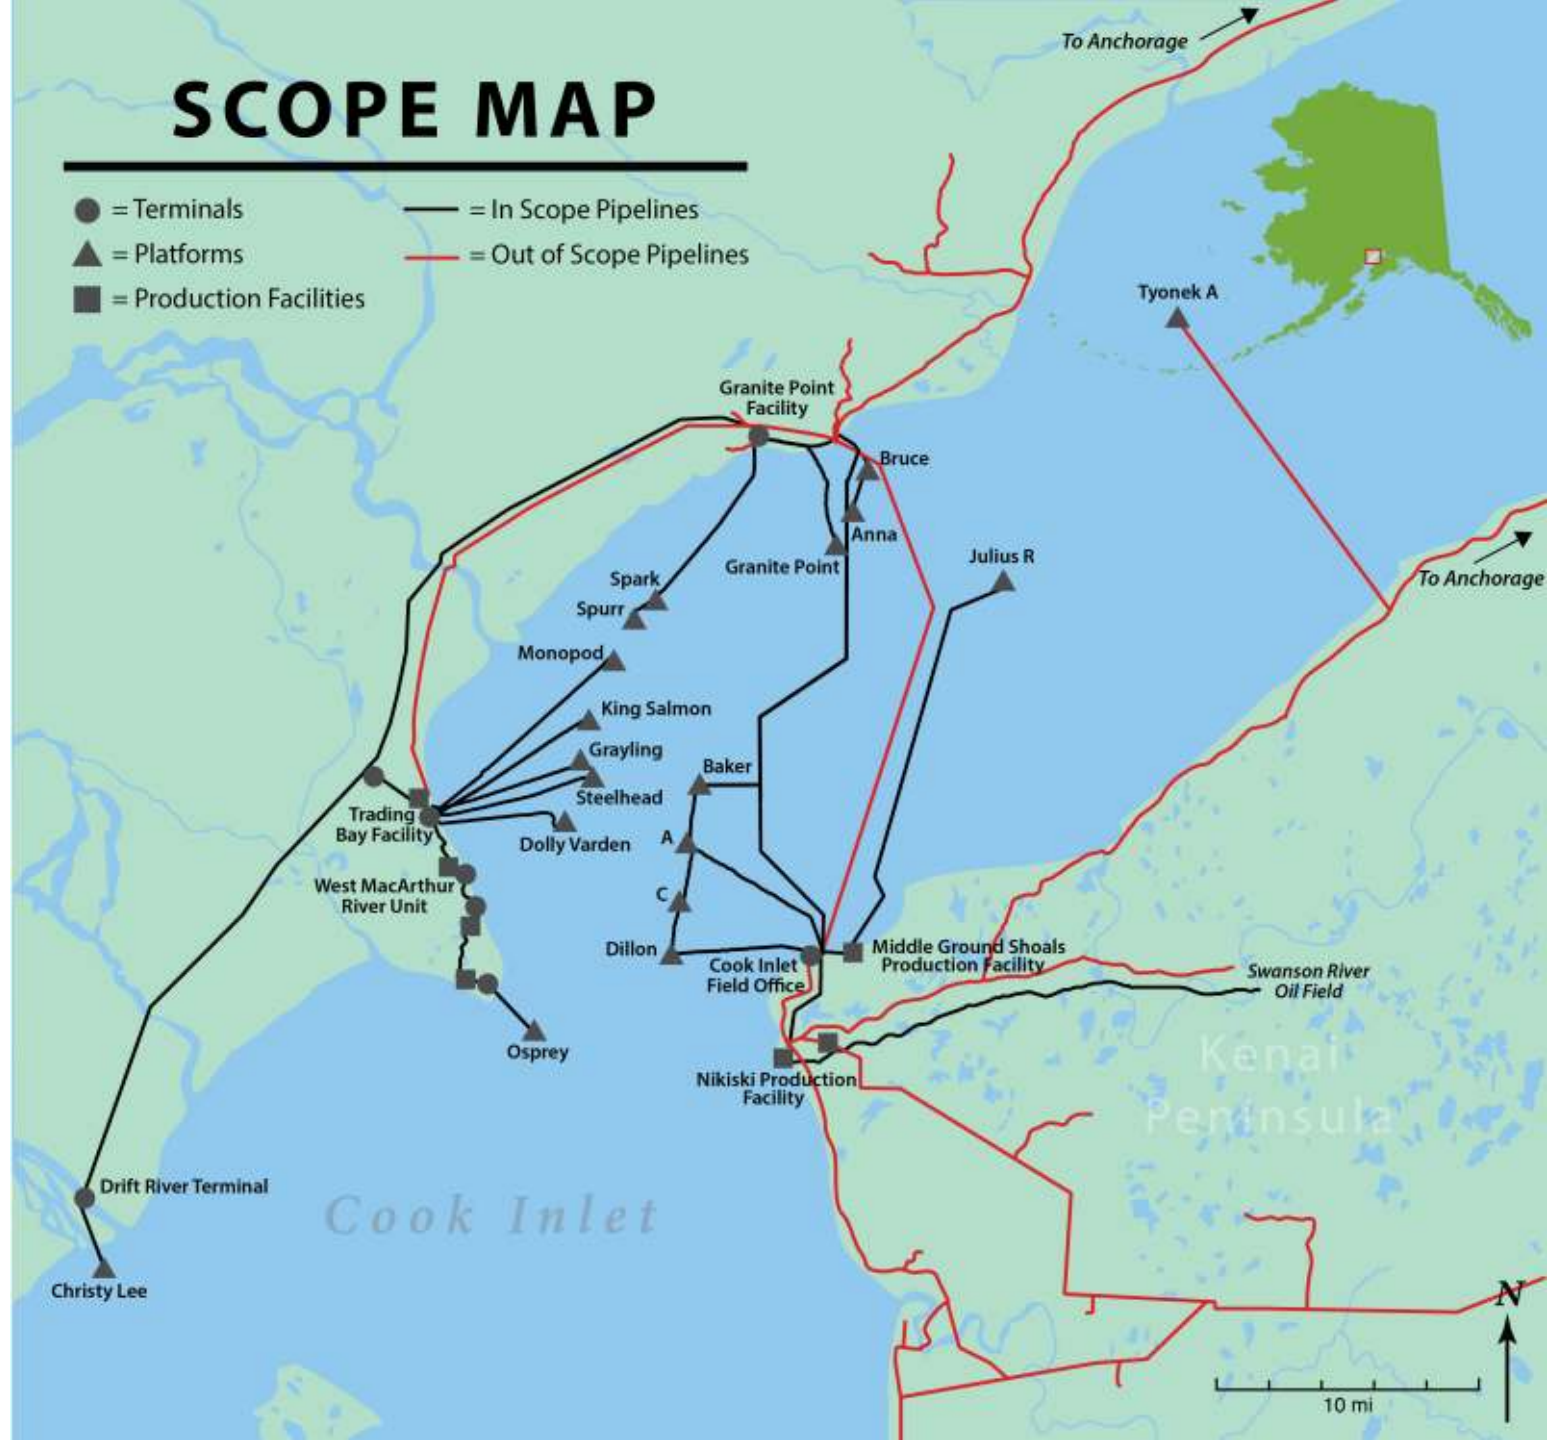 To Anchorage
SCOPE MAP
= Terminals
= In Scope Pipelines
= Platforms
= Out of Scope Pipelines
= Production Facilities
Tyonek A
Granite Point
Facility
Bruce
Anna
Granite Point
Julius R
To Anchorage
Spark
Spurr
Monopod
King Salmon
Grayling
Baker
Steelhead
Trading
Bay Facility
Dolly Varden
A
West MacArthur
River Unit
C
Dillon
Cook Inlet
Field Office
Middle Ground Shoals
Production Facility
Swanson River
Oil Field
Osprey
Kenai
Peninsula
Nikiski Production
Facility
Drift River Terminal
Cook Inlet
Christy Lee
N
10 mi